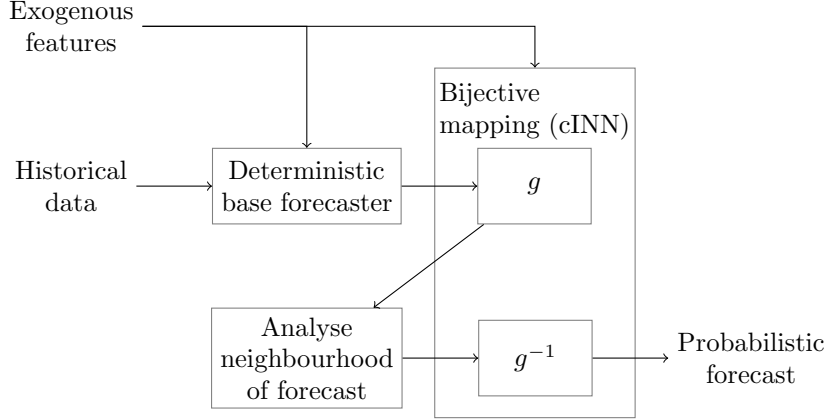 Exogenous
features
Bijective
mapping (cINN)
Historical
data
Deterministic
base forecaster
g
Analyse
neighbourhood
of forecast
g⁻¹
Probabilistic
forecast